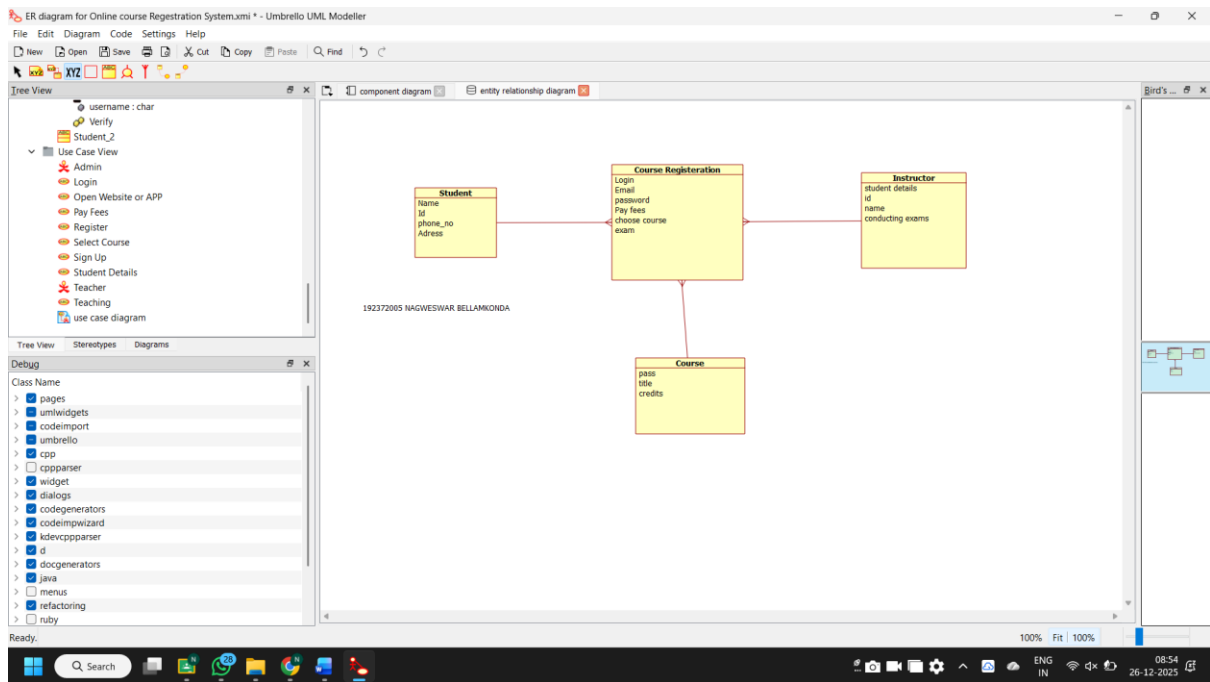 ER diagram for Online course Regestration System.xmi * - Umbrello UML Modeller
File Edit Diagram Code Settings Help
New Open Save Cut Copy Paste Find
XYZ XYZ ABC
Tree View
username : char
Verify
Student_2
Use Case View
Admin
Login
Open Website or APP
Pay Fees
Register
Select Course
Sign Up
Student Details
Teacher
Teaching
use case diagram
Tree View Stereotypes Diagrams
Debug
Class Name
pages
umlwidgets
codeimport
umbrello
cpp
cppparser
widget
dialogs
codegenerators
codeimpwizard
kdevcppparser
d
docgenerators
java
menus
refactoring
ruby
component diagram entity relationship diagram
Student
Name
Id
phone_no
Adress
Course Registeration
Login
Email
password
Pay fees
choose course
exam
Instructor
student details
id
name
conducting exams
192372005 NAGWESWAR BELLAMKONDA
Course
pass
title
credits
Bird's ...
Ready.
100% Fit 100%
Search
28
ENG
IN
08:54
26-12-2025